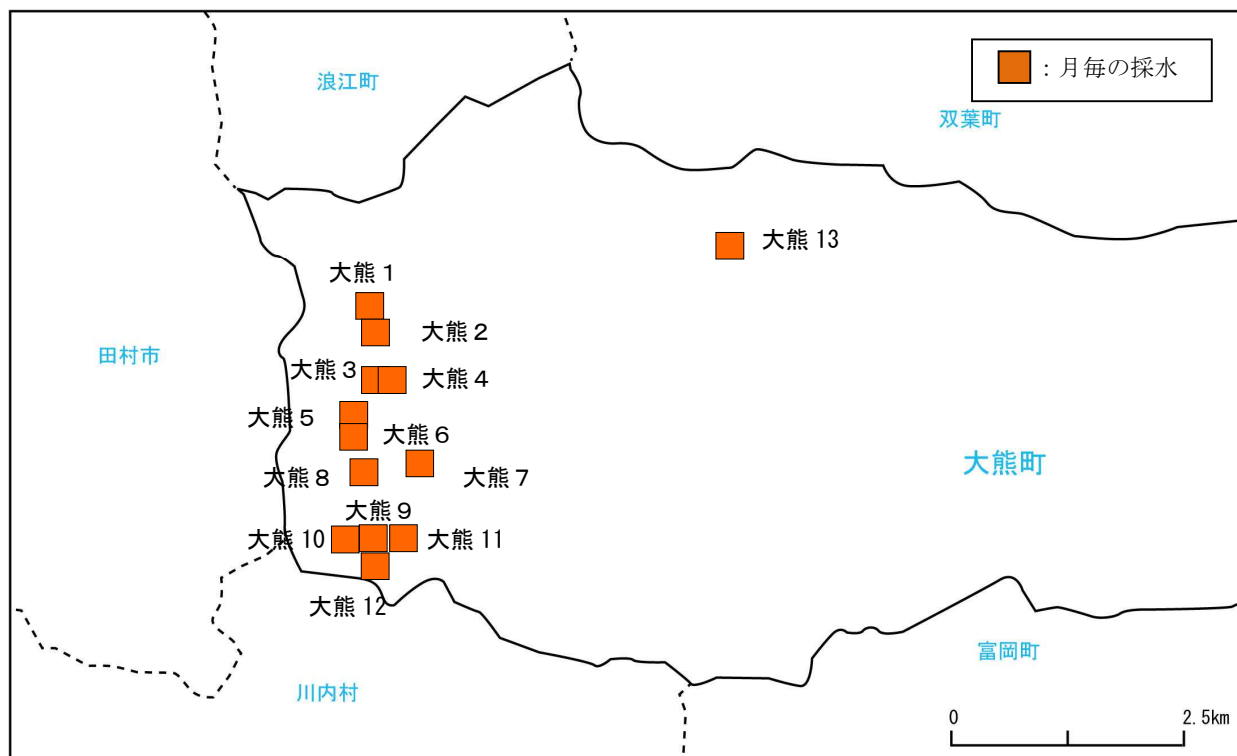 ：月毎の採水
浪江町
双葉町
大熊 13
大熊１
大熊２
田村市
大熊３
大熊４
大熊５
大熊６
大熊町
大熊８
大熊７
大熊９
大熊 10
大熊 11
大熊 12
富岡町
川内村
0 2.5km